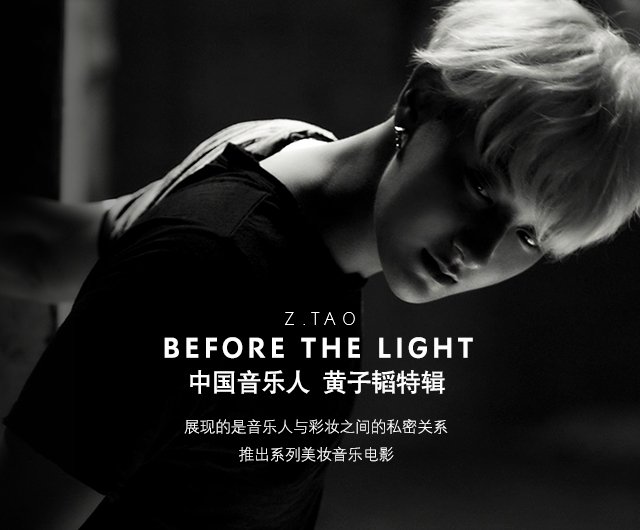 Z.TAO
BEFORE THE LIGHT
中国音乐人 黄子韬特辑
展现的是音乐人与彩妆之间的私密关系
推出系列美妆音乐电影